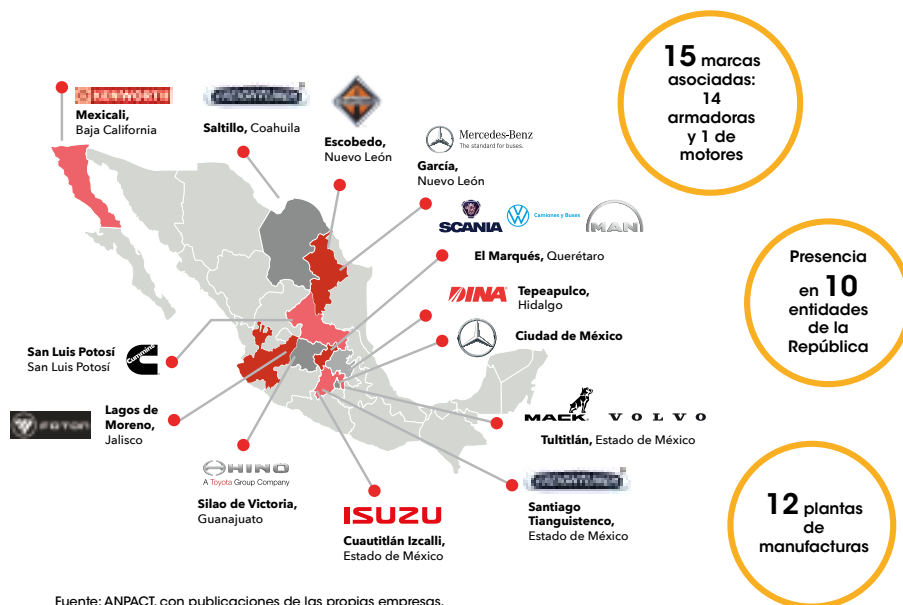 KENWORTH
Mexicali,
Baja California
Saltillo, Coahuila
Escobedo,
Nuevo León
Mercedes-Benz
The standard for buses.
García,
Nuevo León
SCANIA
Camiones y Buses
MAN
El Marqués, Querétaro
DINA
Tepeapulco,
Hidalgo
Ciudad de México
San Luis Potosí
San Luis Potosí
Cummins
Lagos de
Moreno,
Jalisco
FOTON
HINO
A Toyota Group Company
Silao de Victoria,
Guanajuato
ISUZU
Cuautitlán Izcalli,
Estado de México
MACK
VOLVO
Tultitlán, Estado de México
Santiago
Tianguistenco,
Estado de México
15 marcas
asociadas:
14
armadoras
y 1 de
motores
Presencia
en 10
entidades
de la
República
12 plantas
de
manufacturas
Fuente: ANPACT, con publicaciones de las propias empresas.